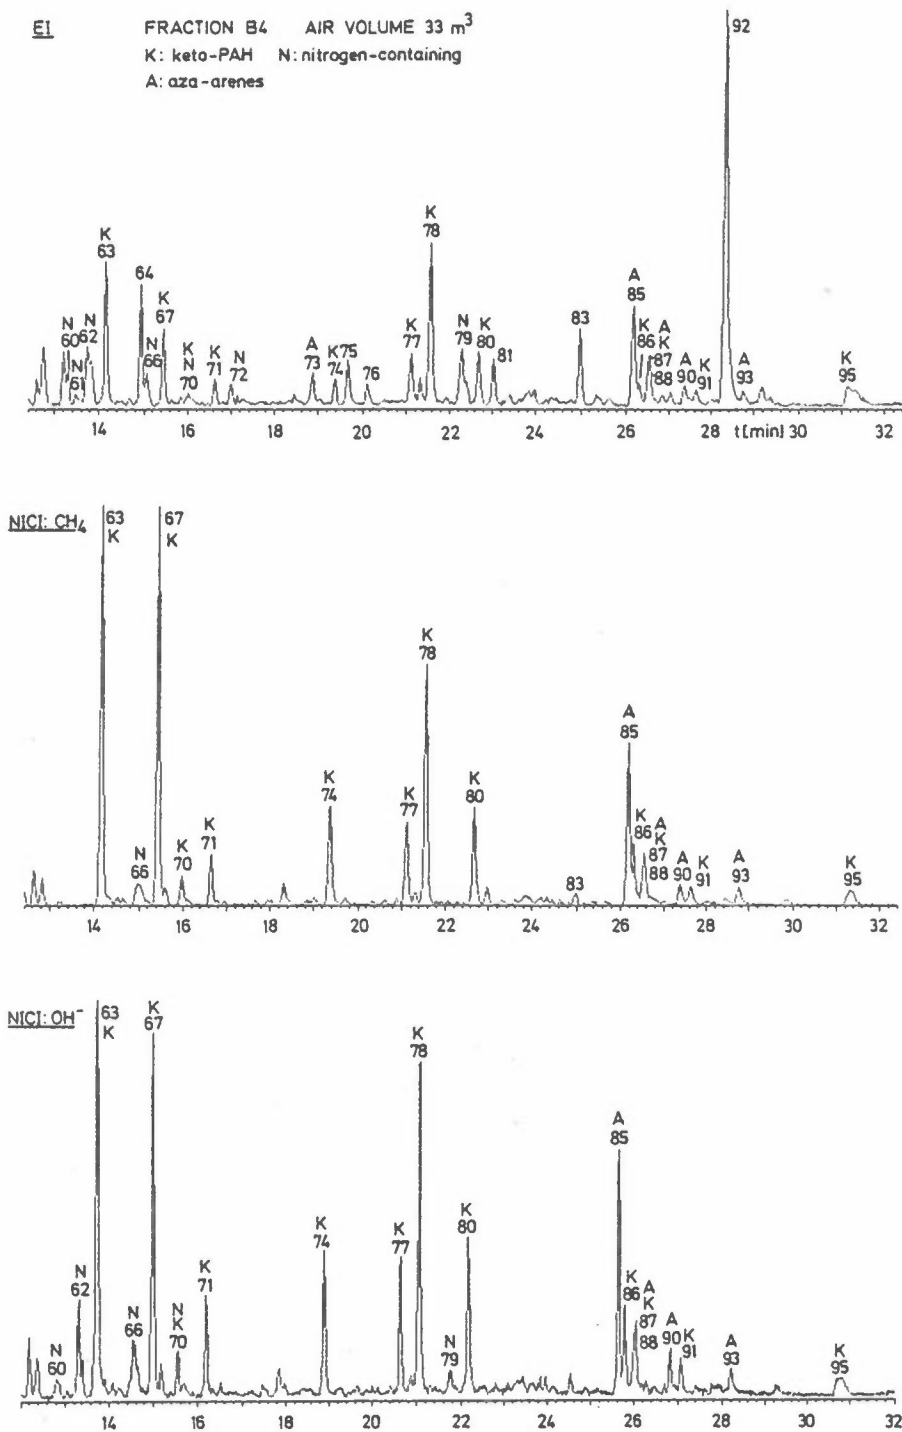 EI FRACTION B4 AIR VOLUME 33 m³
K: keto-PAH N: nitrogen-containing
A: aza-arenes
92
K
78
K
63
64
K
67
A
85
83
N
60
N
62
N
61
N
66
K
N
70
K
71
N
72
A
73
K
74
75
76
K
77
N
79
K
80
81
K
86
A
K
87
88
A
90
K
91
A
93
K
95
14 16 18 20 22 24 26 28 t[min] 30 32
NICI: CH₄
63
K
67
K
K
78
A
85
N
66
K
70
K
71
K
74
K
77
K
80
83
K
86
A
K
87
88
A
90
K
91
A
93
K
95
14 16 18 20 22 24 26 28 30 32
NICI: OH⁻
63
K
K
67
K
78
A
85
N
60
N
62
N
66
N
K
70
K
71
K
74
K
77
N
79
K
80
K
86
A
K
87
88
A
90
K
91
A
93
K
95
14 16 18 20 22 24 26 28 30 32